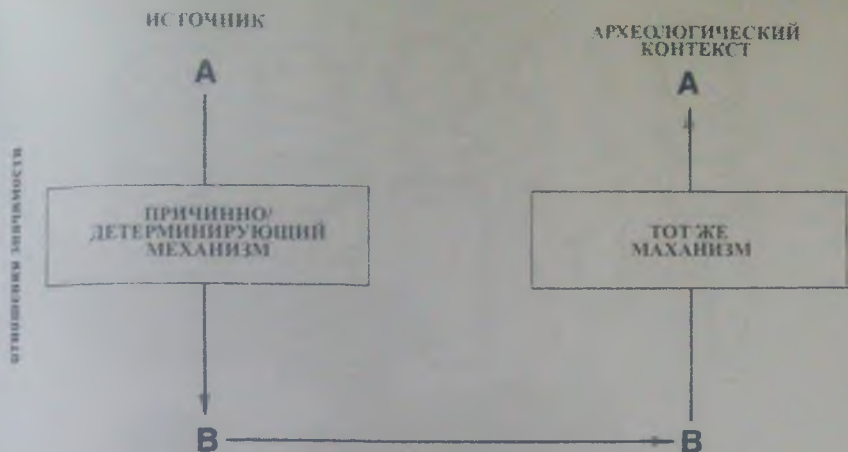 ИСТОЧНИК
АРХЕОЛОГИЧЕСКИЙ
КОНТЕКСТ
A
A
отношения значимости
ПРИЧИННО/
ДЕТЕРМИНИРУЮЩИЙ
МЕХАНИЗМ
ТОТ ЖЕ
МАХАНИЗМ
B
B